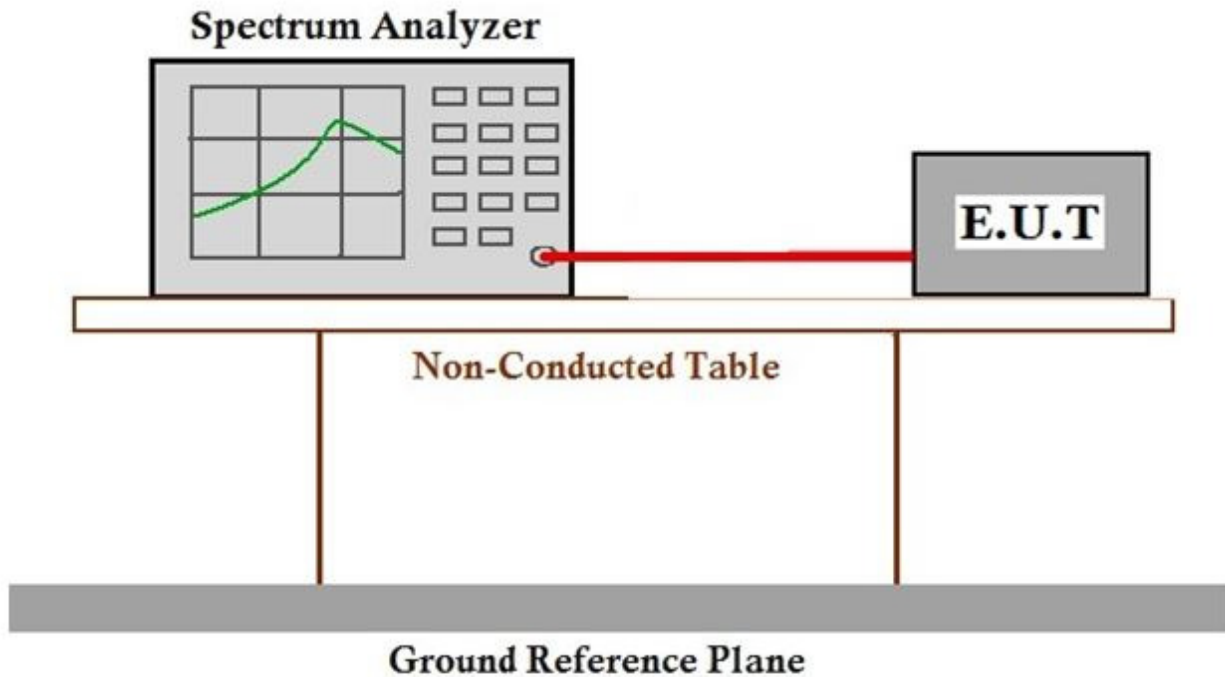 Spectrum Analyzer
E.U.T
Non-Conducted Table
Ground Reference Plane